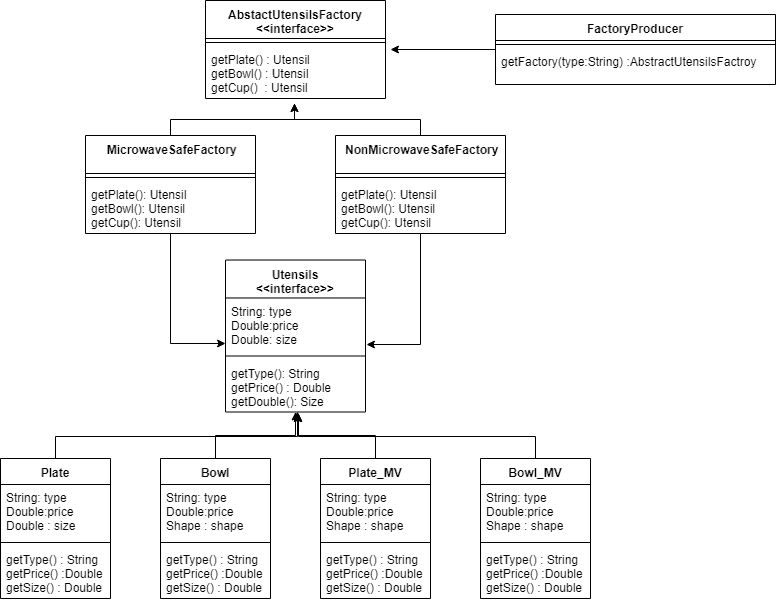 AbstactUtensilsFactory
<<interface>>
getPlate() : Utensil
getBowl() : Utensil
getCup() : Utensil
FactoryProducer
getFactory(type:String) :AbstractUtensilsFactroy
MicrowaveSafeFactory
getPlate(): Utensil
getBowl(): Utensil
getCup(): Utensil
NonMicrowaveSafeFactory
getPlate(): Utensil
getBowl(): Utensil
getCup(): Utensil
Utensils
<<interface>>
String: type
Double:price
Double: size
getType(): String
getPrice() : Double
getDouble(): Size
Plate
String: type
Double:price
Double : size
getType() : String
getPrice() :Double
getSize() : Double
Bowl
String: type
Double:price
Shape : shape
getType() : String
getPrice() :Double
getSize() : Double
Plate_MV
String: type
Double:price
Shape : shape
getType() : String
getPrice() :Double
getSize() : Double
Bowl_MV
String: type
Double:price
Shape : shape
getType() : String
getPrice() :Double
getSize() : Double